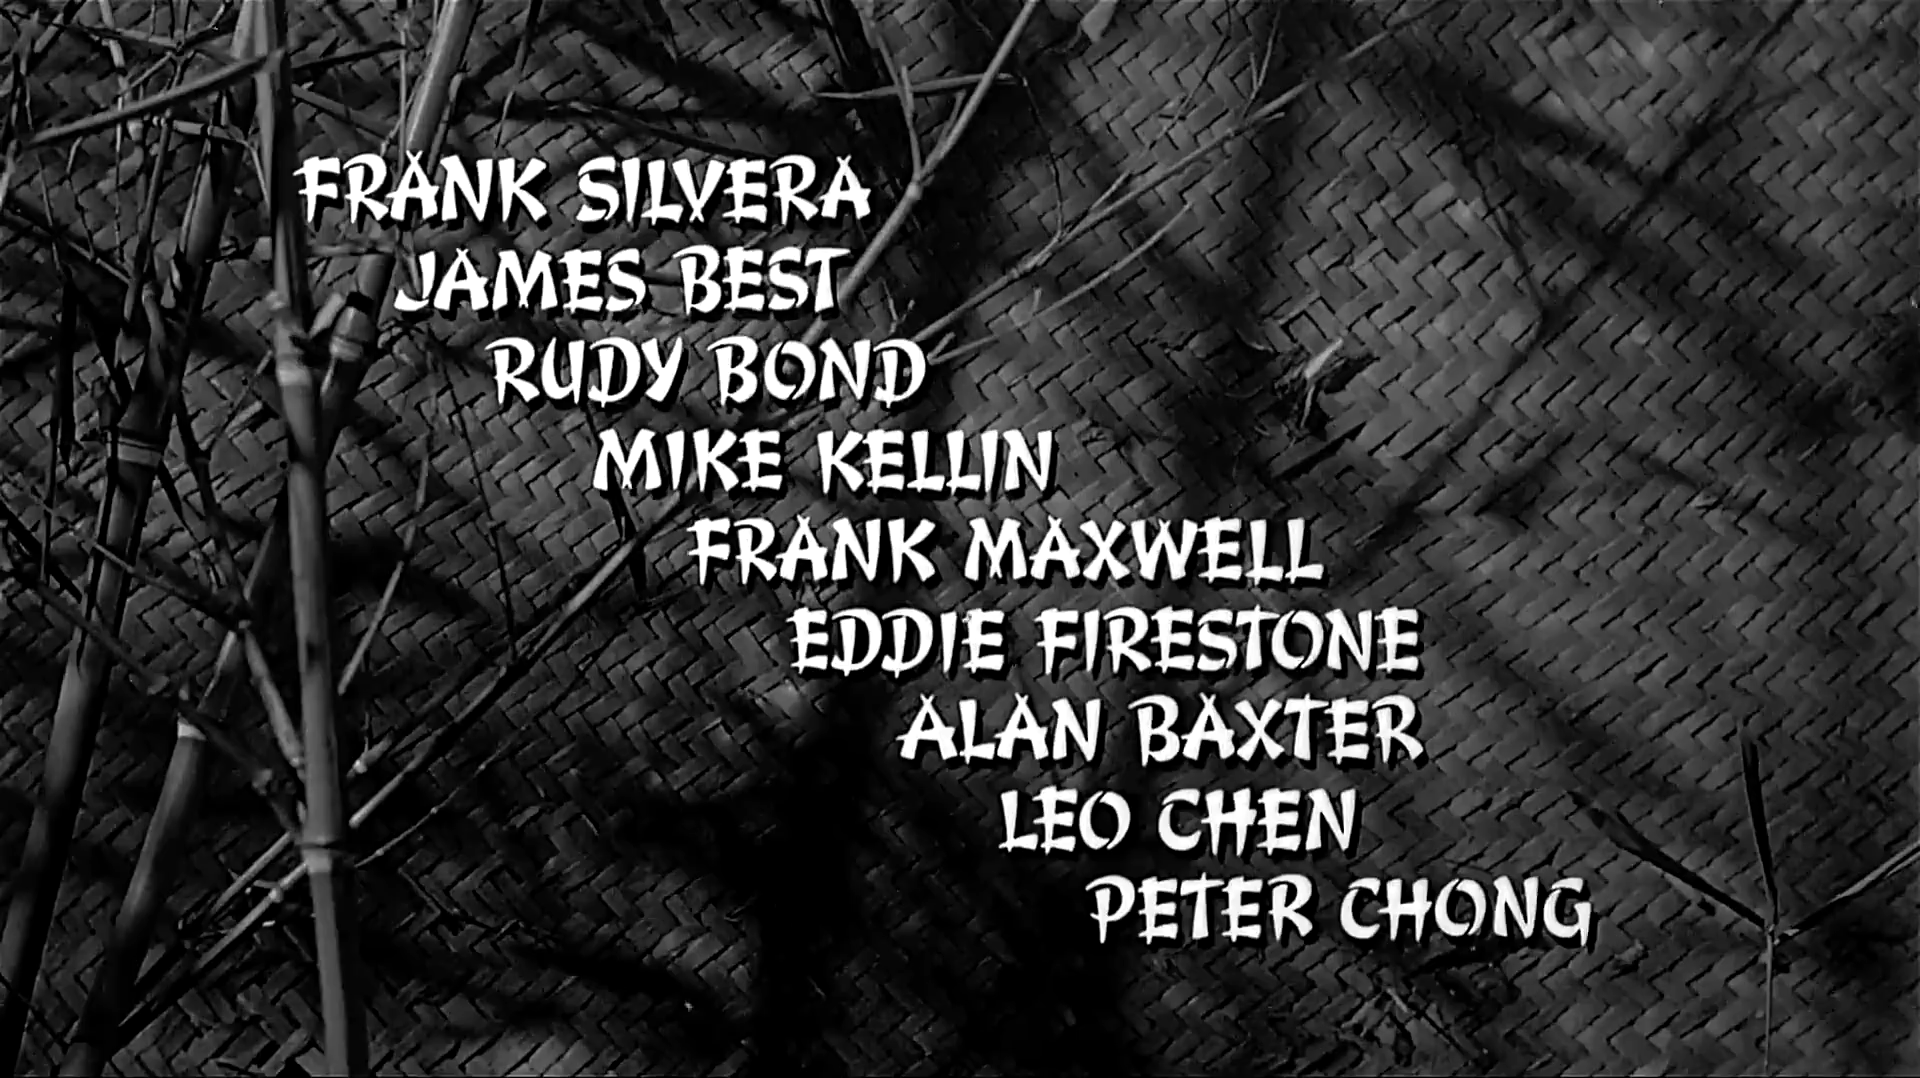 FRANK SILVERA
JAMES BEST
RUDY BOND
MIKE KELLIN
FRANK MAXWELL
EDDIE FIRESTONE
ALAN BAXTER
LEO CHEN
PETER CHONG